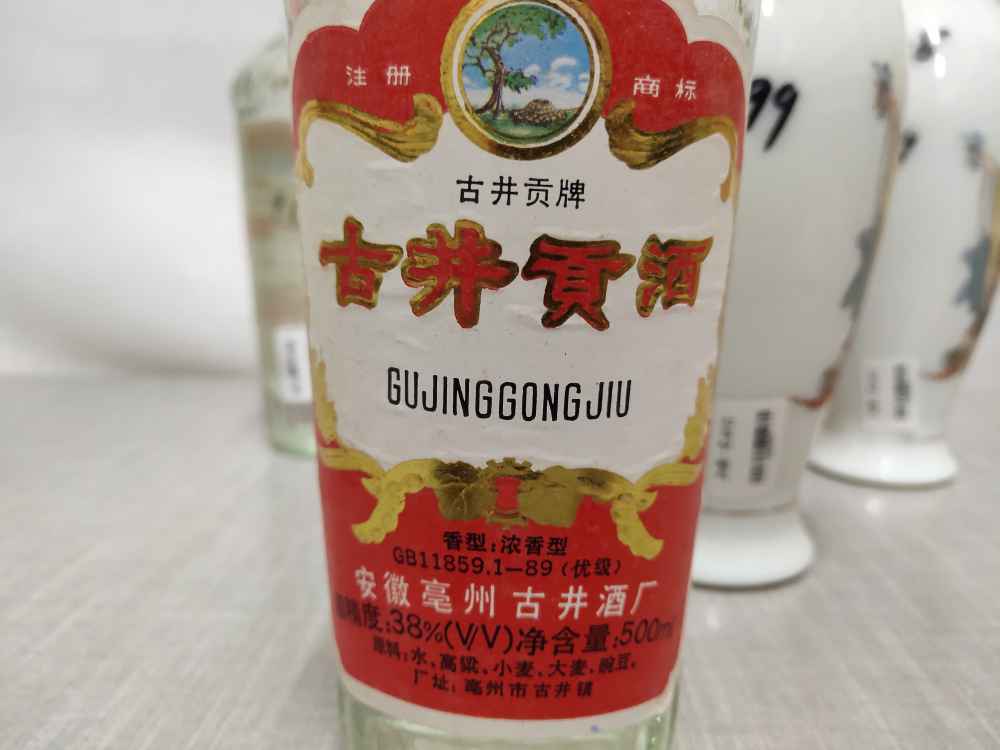 注册 商标
古井贡牌
古井贡酒
GUJINGGONGJIU
香型:浓香型
GB11859.1—89(优级)
安徽亳州古井酒厂
酒精度:38%(V/V)净含量:500ml
原料:水、高粱、小麦、大麦、豌豆。
厂址:亳州市古井镇
99